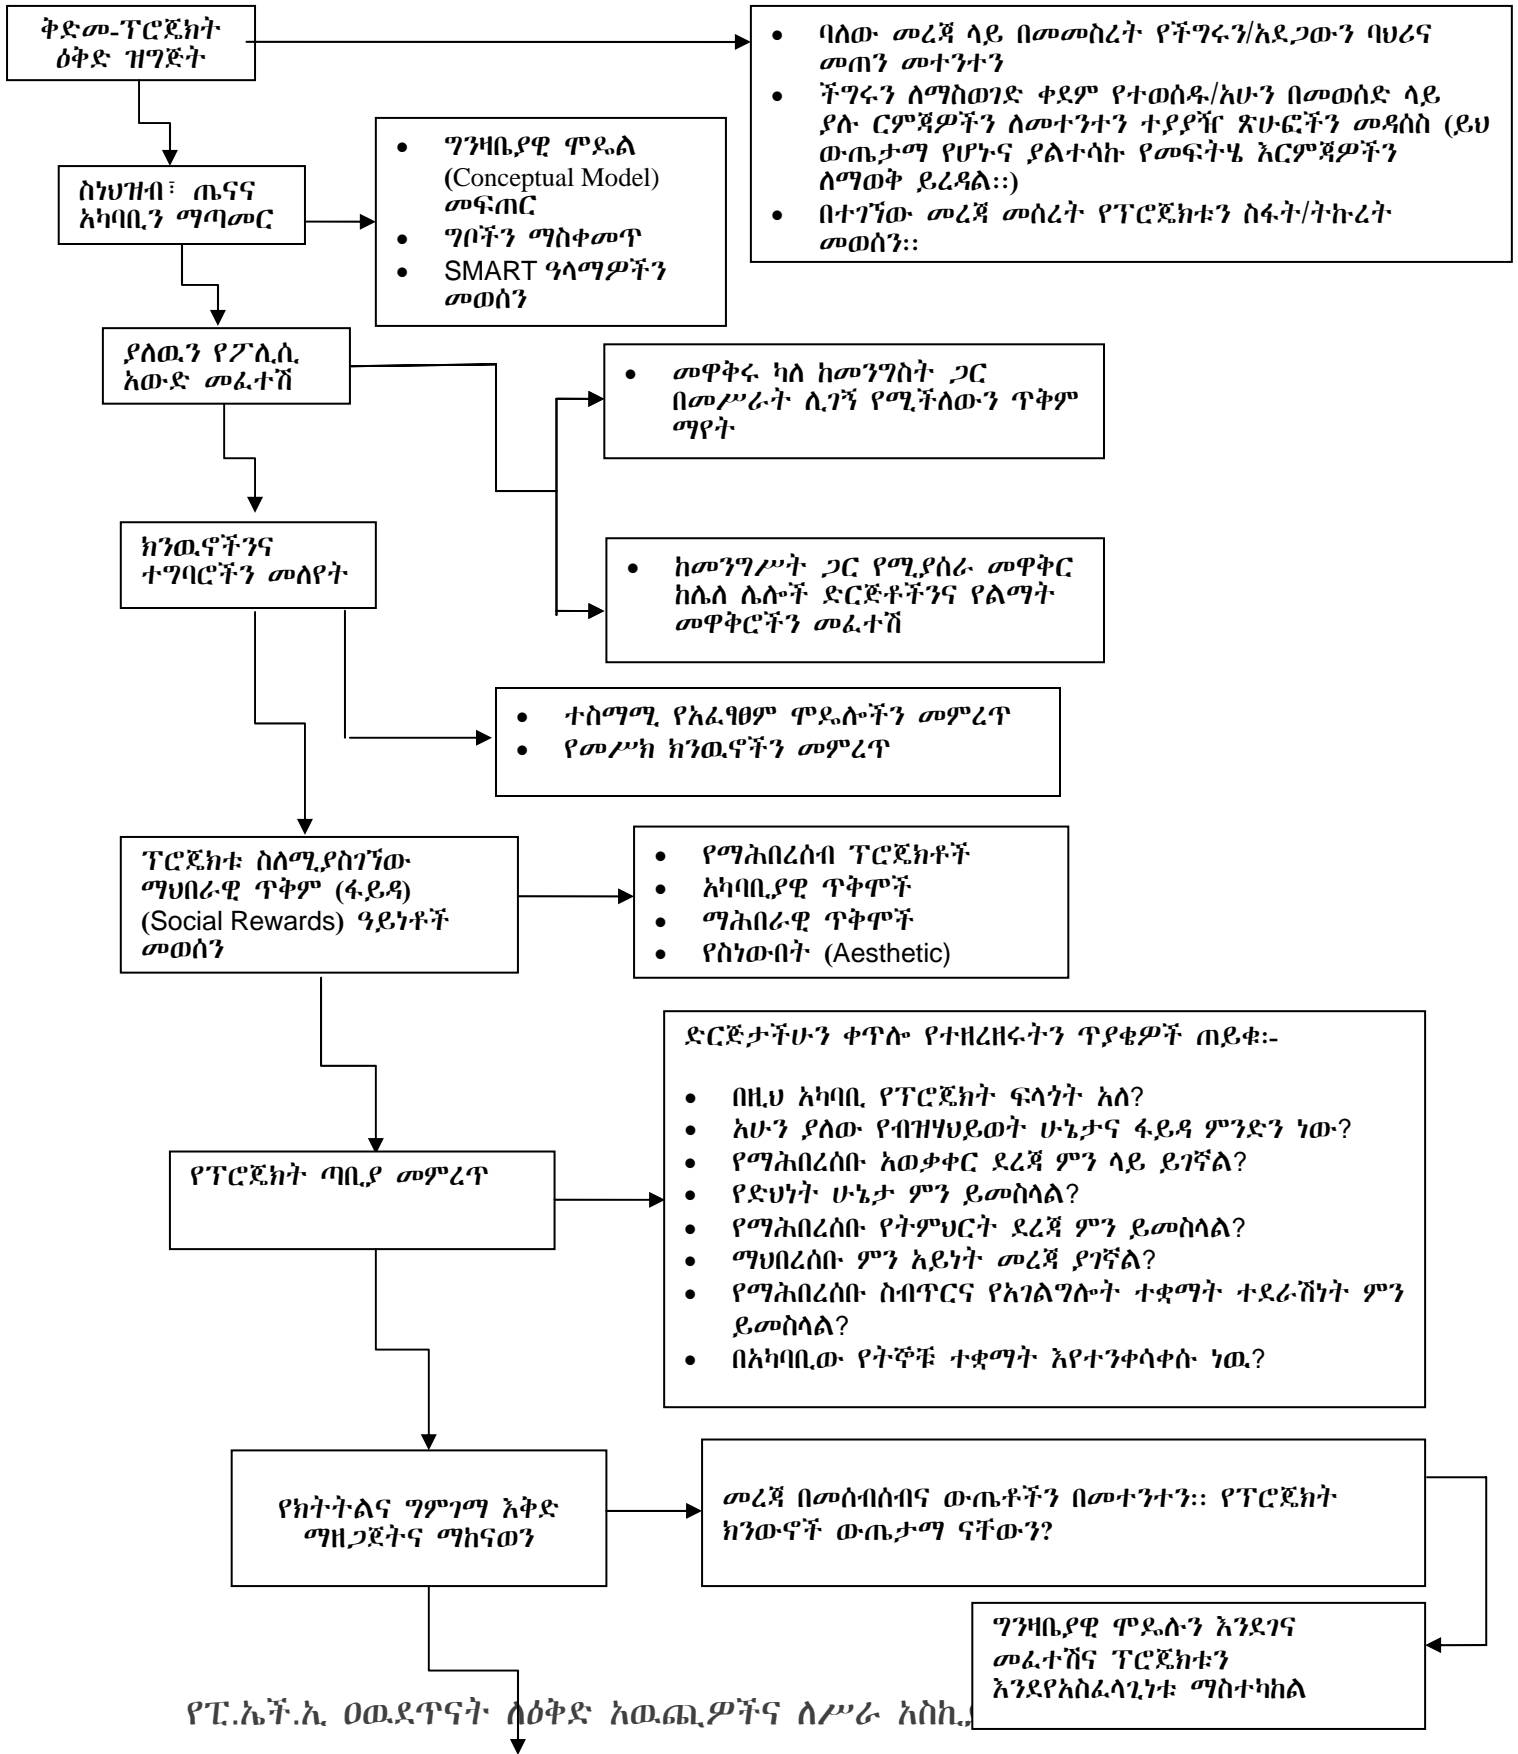 ቅድመ-ፕሮጀክት
ዕቅድ ዝግጅት
• ባለው መረጃ ላይ በመመስረት የችግሩን/አደጋውን ባህሪና
መጠን መተንተን
• ችግሩን ለማስወገድ ቀደም የተወሰዱ/አሁን በመወሰድ ላይ
ያሉ ርምጃዎችን ለመተንተን ተያያዥ ጽሁፎችን መዳሰስ (ይህ
ውጤታማ የሆኑና ያልተሳኩ የመፍትሄ እርምጃዎችን
ለማወቅ ይረዳል፡፡)
• በተገኘው መረጃ መሰረት የፕሮጀክቱን ስፋት/ትኩረት
መወሰን፡፡
ስነህዝብ፣ ጤናና
አካባቢን ማጣመር
• ግንዛቤያዊ ሞዴል
(Conceptual Model)
መፍጠር
• ግቦችን ማስቀመጥ
• SMART ዓላማዎችን
መወሰን
ያለዉን የፖሊሲ
አውድ መፈተሽ
• መዋቅሩ ካለ ከመንግስት ጋር
በመሥራት ሊገኝ የሚችለውን ጥቅም
ማየት
• ከመንግሥት ጋር የሚያሰራ መዋቅር
ከሌለ ሌሎች ድርጅቶችንና የልማት
መዋቅሮችን መፈተሽ
ክንዉኖችንና
ተግባሮችን መለየት
• ተስማሚ የአፈፃፀም ሞዴሎችን መምረጥ
• የመሥክ ክንዉኖችን መምረጥ
ፕሮጄክቱ ስለሚያስገኘው
ማህበራዊ ጥቅም (ፋይዳ)
(Social Rewards) ዓይነቶች
መወሰን
• የማሕበረሰብ ፕሮጄክቶች
• አካባቢያዊ ጥቅሞች
• ማሕበራዊ ጥቅሞች
• የስነውበት (Aesthetic)
የፕሮጄክት ጣቢያ መምረጥ
ድርጅታችሁን ቀጥሎ የተዘረዘሩትን ጥያቄዎች ጠይቁ፡-
• በዚህ አካባቢ የፕሮጄክት ፍላጎት አለ?
• አሁን ያለው የብዝሃህይወት ሁኔታና ፋይዳ ምንድን ነው?
• የማሕበረሰቡ አወቃቀር ደረጃ ምን ላይ ይገኛል?
• የድህነት ሁኔታ ምን ይመስላል?
• የማሕበረሰቡ የትምህርት ደረጃ ምን ይመስላል?
• ማህበረሰቡ ምን አይነት መረጃ ያገኛል?
• የማሕበረሰቡ ስብጥርና የአገልግሎት ተቋማት ተደራሽነት ምን
ይመስላል?
• በአካባቢው የትኞቹ ተቋማት እየተንቀሳቀሱ ነዉ?
የክትትልና ግምገማ እቅድ
ማዘጋጀትና ማከናወን
መረጃ በመሰብሰብና ውጤቶችን በመተንተን፡፡ የፕሮጄክት
ክንውኖች ውጤታማ ናቸውን?
ግንዛቤያዊ ሞዴሉን እንደገና
መፈተሽና ፕሮጄክቱን
እንደየአስፈላጊነቱ ማስተካከል
የፒ.ኤች.ኢ ዐዉደጥናት ለዕቅድ አዉጪዎችና ለሥራ